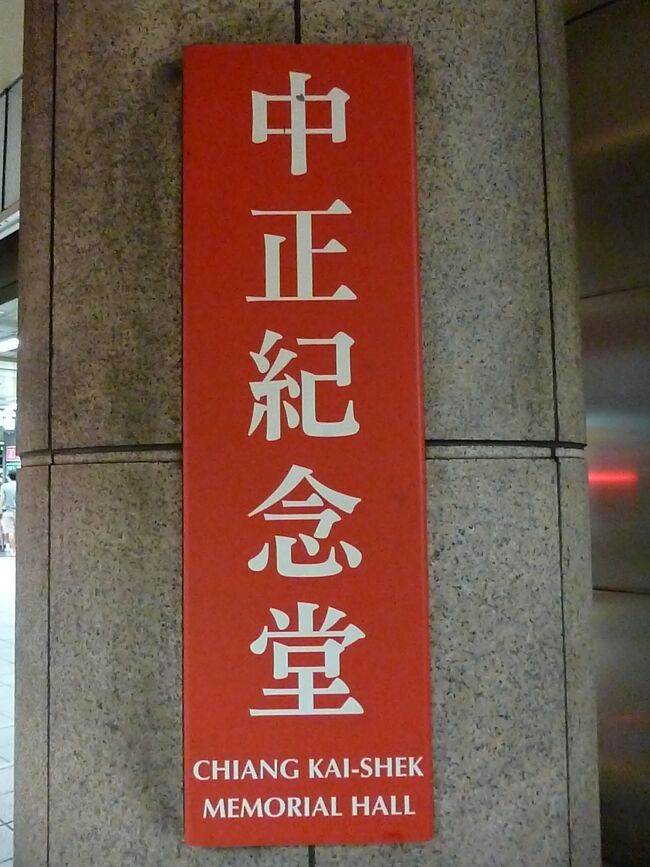 中正紀念堂
CHIANG KAI-SHEK
MEMORIAL HALL